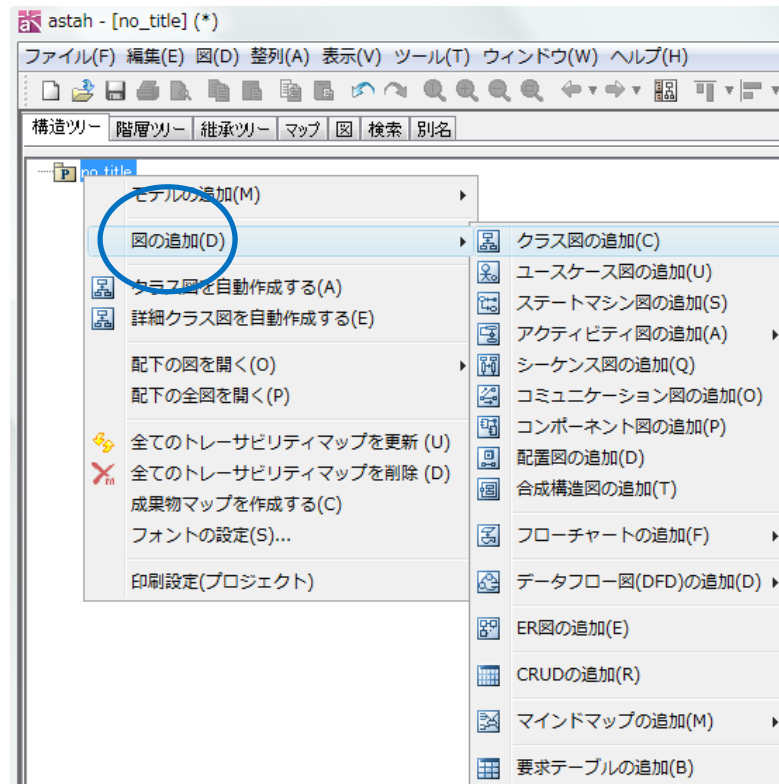 astah - [no_title] (*)
ファイル(F) 編集(E) 図(D) 整列(A) 表示(V) ツール(T) ウィンドウ(W) ヘルプ(H)
構造ツリー 階層ツリー 継承ツリー マップ 図 検索 別名
no_title
モデルの追加(M)
図の追加(D)
クラス図を自動作成する(A)
詳細クラス図を自動作成する(E)
配下の図を開く(O)
配下の全図を開く(P)
全てのトレーサビリティマップを更新 (U)
全てのトレーサビリティマップを削除 (D)
成果物マップを作成する(C)
フォントの設定(S)...
印刷設定(プロジェクト)
クラス図の追加(C)
ユースケース図の追加(U)
ステートマシン図の追加(S)
アクティビティ図の追加(A)
シーケンス図の追加(Q)
コミュニケーション図の追加(O)
コンポーネント図の追加(P)
配置図の追加(D)
合成構造図の追加(T)
フローチャートの追加(F)
データフロー図(DFD)の追加(D)
ER図の追加(E)
CRUDの追加(R)
マインドマップの追加(M)
要求テーブルの追加(B)